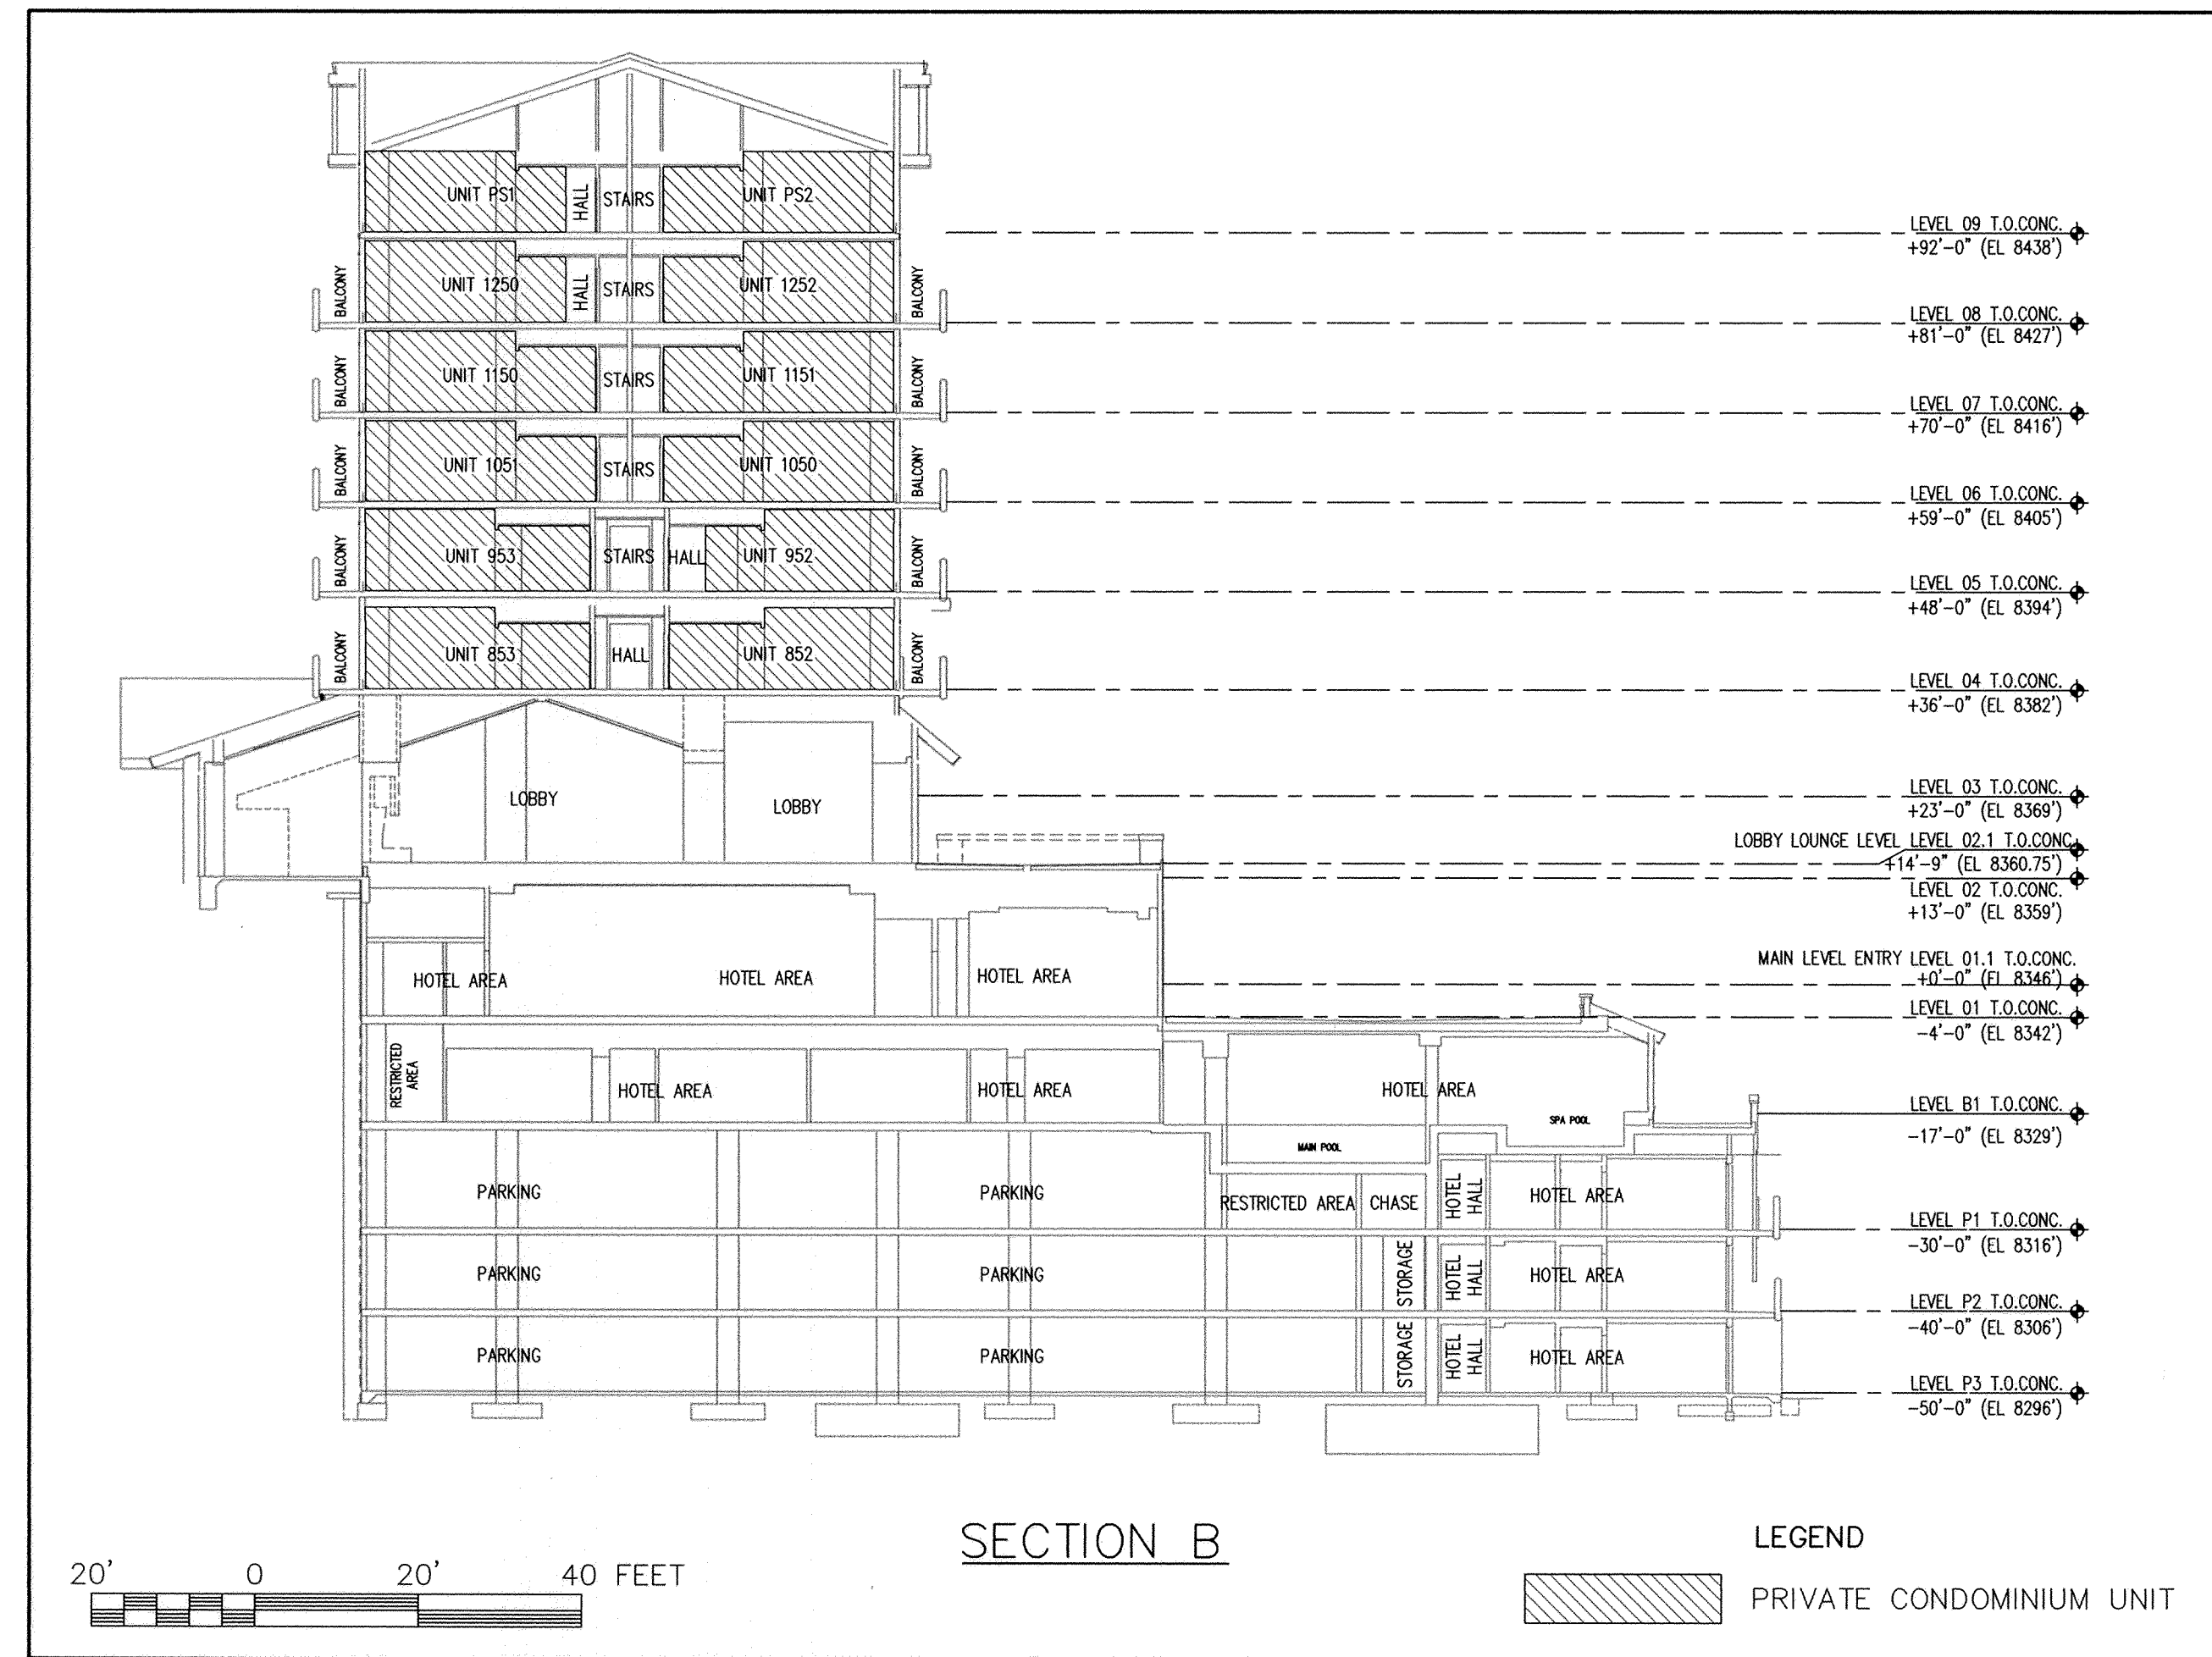 UNIT PS1
HALL
STAIRS
UNIT PS2
LEVEL 09 T.O.CONC.
+92'-0" (EL 8438')
BALCONY
UNIT 1250
HALL
STAIRS
UNIT 1252
BALCONY
LEVEL 08 T.O.CONC.
+81'-0" (EL 8427')
BALCONY
UNIT 1150
STAIRS
UNIT 1151
BALCONY
LEVEL 07 T.O.CONC.
+70'-0" (EL 8416')
BALCONY
UNIT 1051
STAIRS
UNIT 1050
BALCONY
LEVEL 06 T.O.CONC.
+59'-0" (EL 8405')
BALCONY
UNIT 953
STAIRS
HALL
UNIT 952
BALCONY
LEVEL 05 T.O.CONC.
+48'-0" (EL 8394')
BALCONY
UNIT 853
HALL
UNIT 852
BALCONY
LEVEL 04 T.O.CONC.
+36'-0" (EL 8382')
LOBBY
LOBBY
LEVEL 03 T.O.CONC.
+23'-0" (EL 8369')
LOBBY LOUNGE LEVEL LEVEL 02.1 T.O.CONC.
+14'-9" (EL 8360.75')
LEVEL 02 T.O.CONC.
+13'-0" (EL 8359')
HOTEL AREA
HOTEL AREA
HOTEL AREA
MAIN LEVEL ENTRY LEVEL 01.1 T.O.CONC.
+0'-0" (EL 8346')
LEVEL 01 T.O.CONC.
-4'-0" (EL 8342')
RESTRICTED
AREA
HOTEL AREA
HOTEL AREA
HOTEL AREA
SPA POOL
MAIN POOL
LEVEL B1 T.O.CONC.
-17'-0" (EL 8329')
PARKING
PARKING
RESTRICTED AREA
CHASE
HOTEL
HALL
HOTEL AREA
LEVEL P1 T.O.CONC.
-30'-0" (EL 8316')
PARKING
PARKING
STORAGE
HOTEL
HALL
HOTEL AREA
LEVEL P2 T.O.CONC.
-40'-0" (EL 8306')
PARKING
PARKING
STORAGE
HOTEL
HALL
HOTEL AREA
LEVEL P3 T.O.CONC.
-50'-0" (EL 8296')
SECTION B
20' 0 20' 40 FEET
LEGEND
PRIVATE CONDOMINIUM UNIT